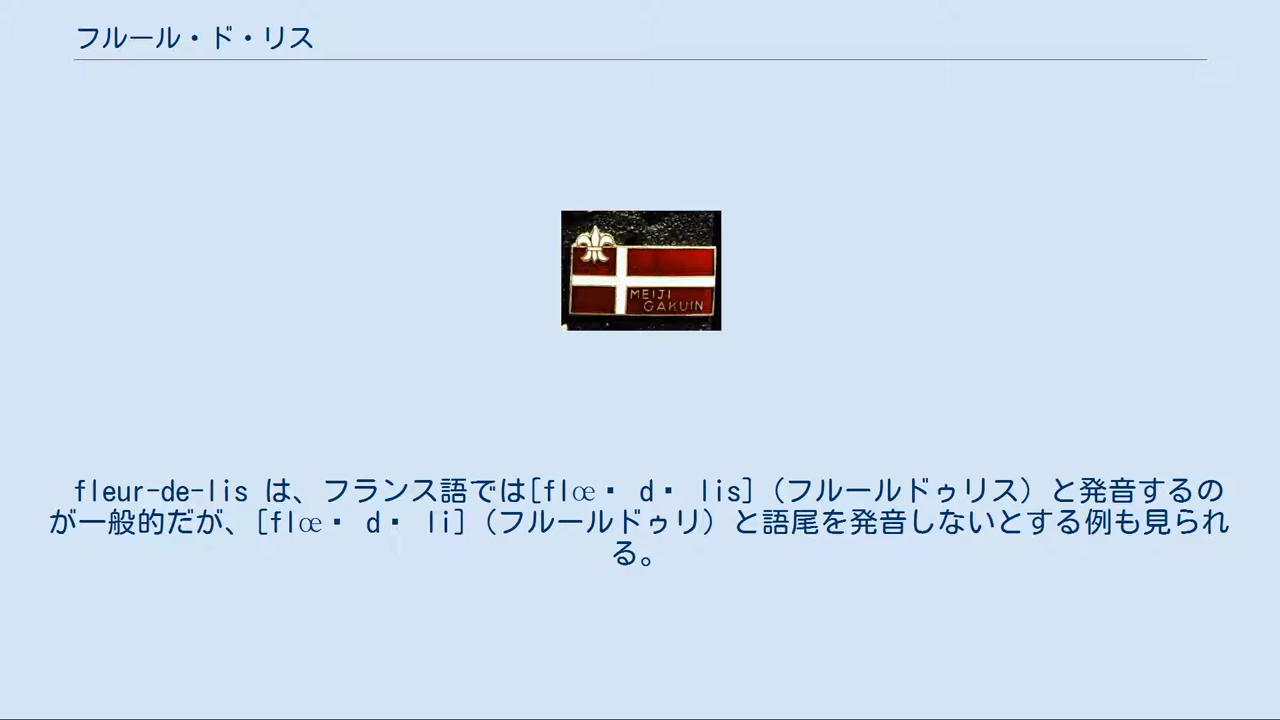 フルール・ド・リス
MEIJI
GAKUIN
fleur-de-lis は、フランス語では[flœ▪ d▪ lis]（フルールドゥリス）と発音するの
が一般的だが、[flœ▪ d▪ li]（フルールドゥリ）と語尾を発音しないとする例も見られ
る。